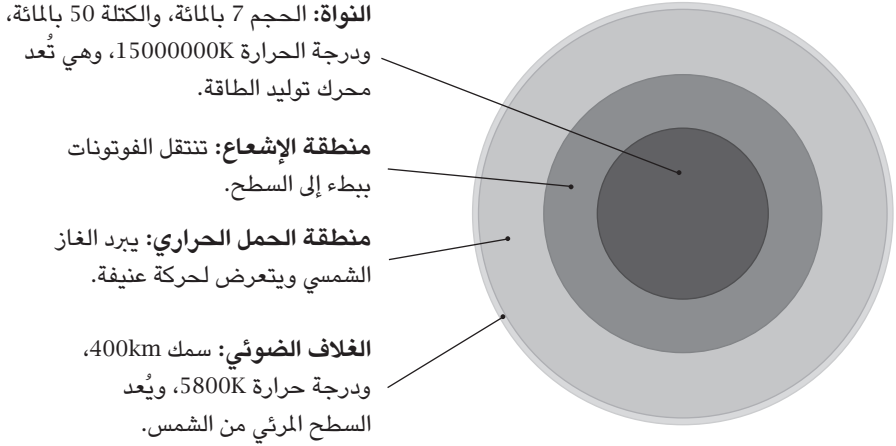 النواة: الحجم 7 بالمائة، والكتلة 50 بالمائة،
ودرجة الحرارة 15000000K، وهي تُعد
محرك توليد الطاقة.
منطقة الإشعاع: تنتقل الفوتونات
ببطء إلى السطح.
منطقة الحمل الحراري: يبرد الغاز
الشمسي ويتعرض لحركة عنيفة.
الغلاف الضوئي: سمك 400km،
ودرجة حرارة 5800K، ويُعد
السطح المرئي من الشمس.